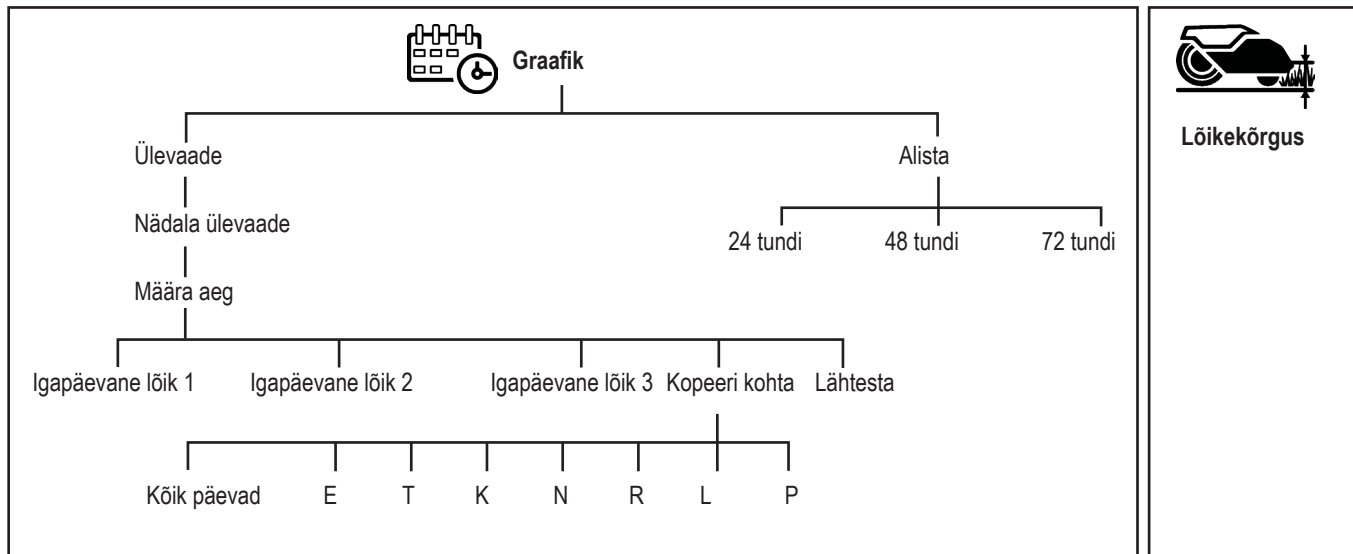 Graafik
Lõikekõrgus
Ülevaade Alista
Nädala ülevaade
24 tundi 48 tundi 72 tundi
Määra aeg
Igapäevane lõik 1 Igapäevane lõik 2 Igapäevane lõik 3 Kopeeri kohta Lähtesta
Kõik päevad E T K N R L P